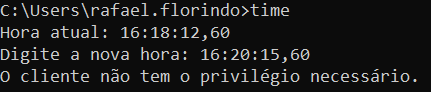 C:\Users\rafael.florindo>time
Hora atual: 16:18:12,60
Digite a nova hora: 16:20:15,60
O cliente não tem o privilégio necessário.